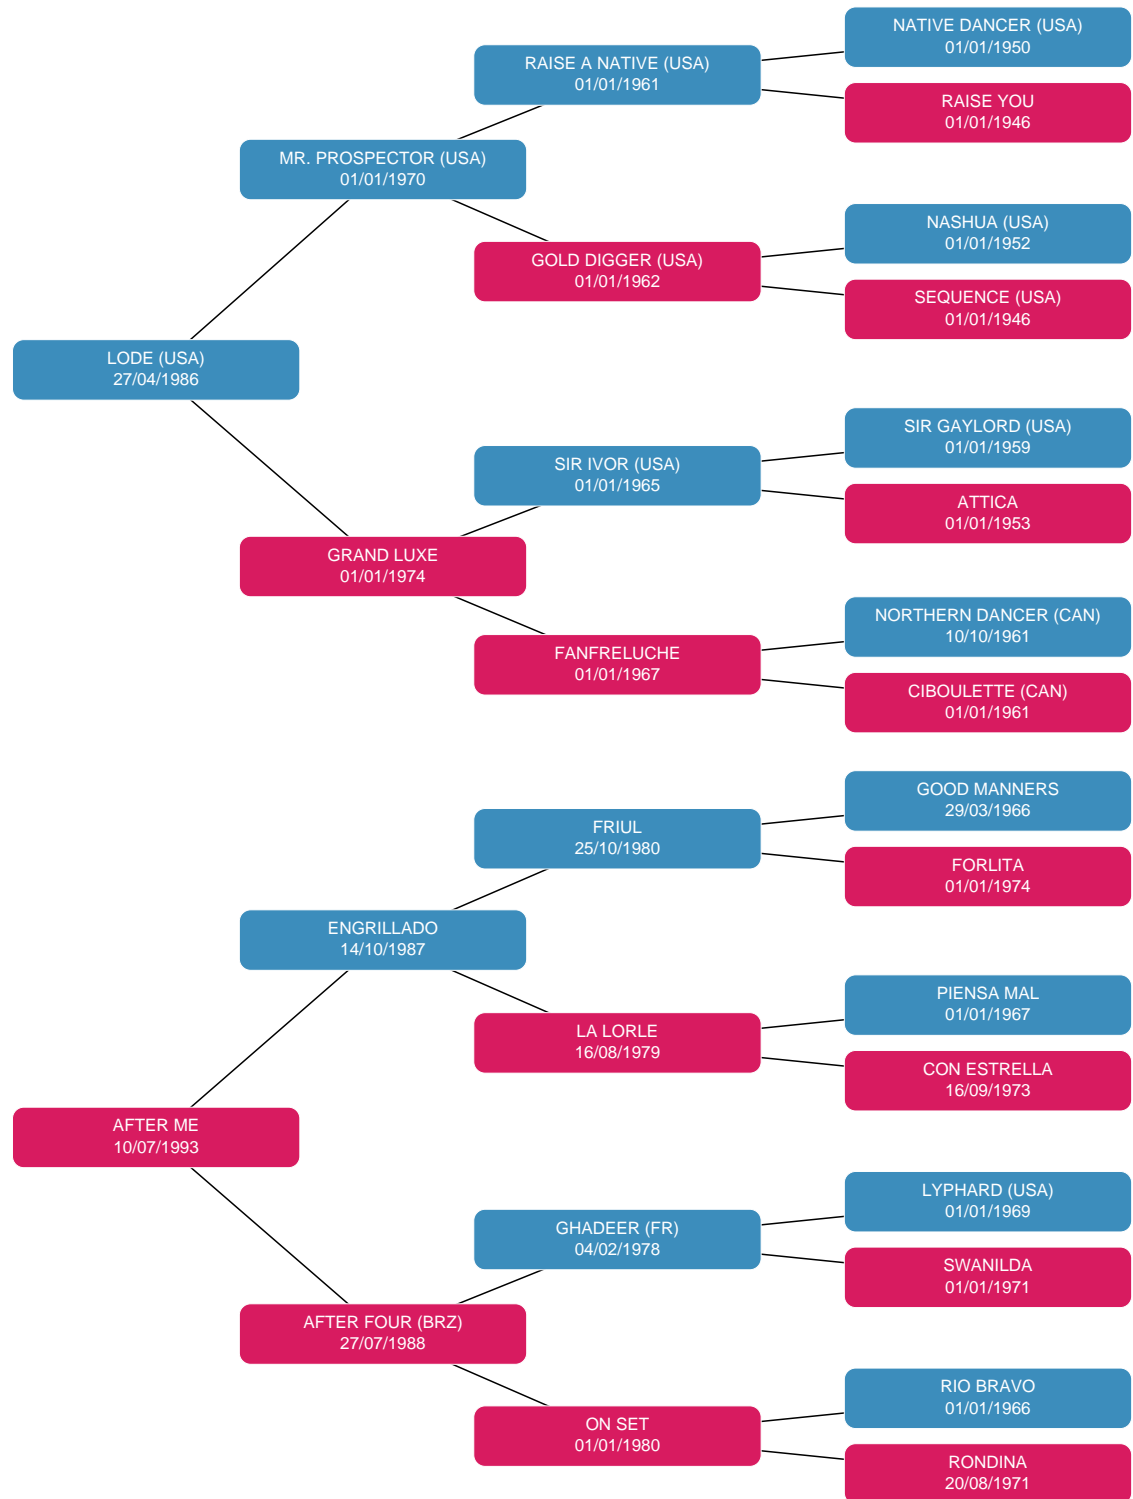 NATIVE DANCER (USA)
01/01/1950
RAISE A NATIVE (USA)
01/01/1961
RAISE YOU
01/01/1946
MR. PROSPECTOR (USA)
01/01/1970
NASHUA (USA)
01/01/1952
GOLD DIGGER (USA)
01/01/1962
SEQUENCE (USA)
01/01/1946
LODE (USA)
27/04/1986
SIR GAYLORD (USA)
01/01/1959
SIR IVOR (USA)
01/01/1965
ATTICA
01/01/1953
GRAND LUXE
01/01/1974
NORTHERN DANCER (CAN)
10/10/1961
FANFRELUCHE
01/01/1967
CIBOULETTE (CAN)
01/01/1961
GOOD MANNERS
29/03/1966
FRIUL
25/10/1980
FORLITA
01/01/1974
ENGRILLADO
14/10/1987
PIENSA MAL
01/01/1967
LA LORLE
16/08/1979
CON ESTRELLA
16/09/1973
AFTER ME
10/07/1993
LYPHARD (USA)
01/01/1969
GHADEER (FR)
04/02/1978
SWANILDA
01/01/1971
AFTER FOUR (BRZ)
27/07/1988
RIO BRAVO
01/01/1966
ON SET
01/01/1980
RONDINA
20/08/1971